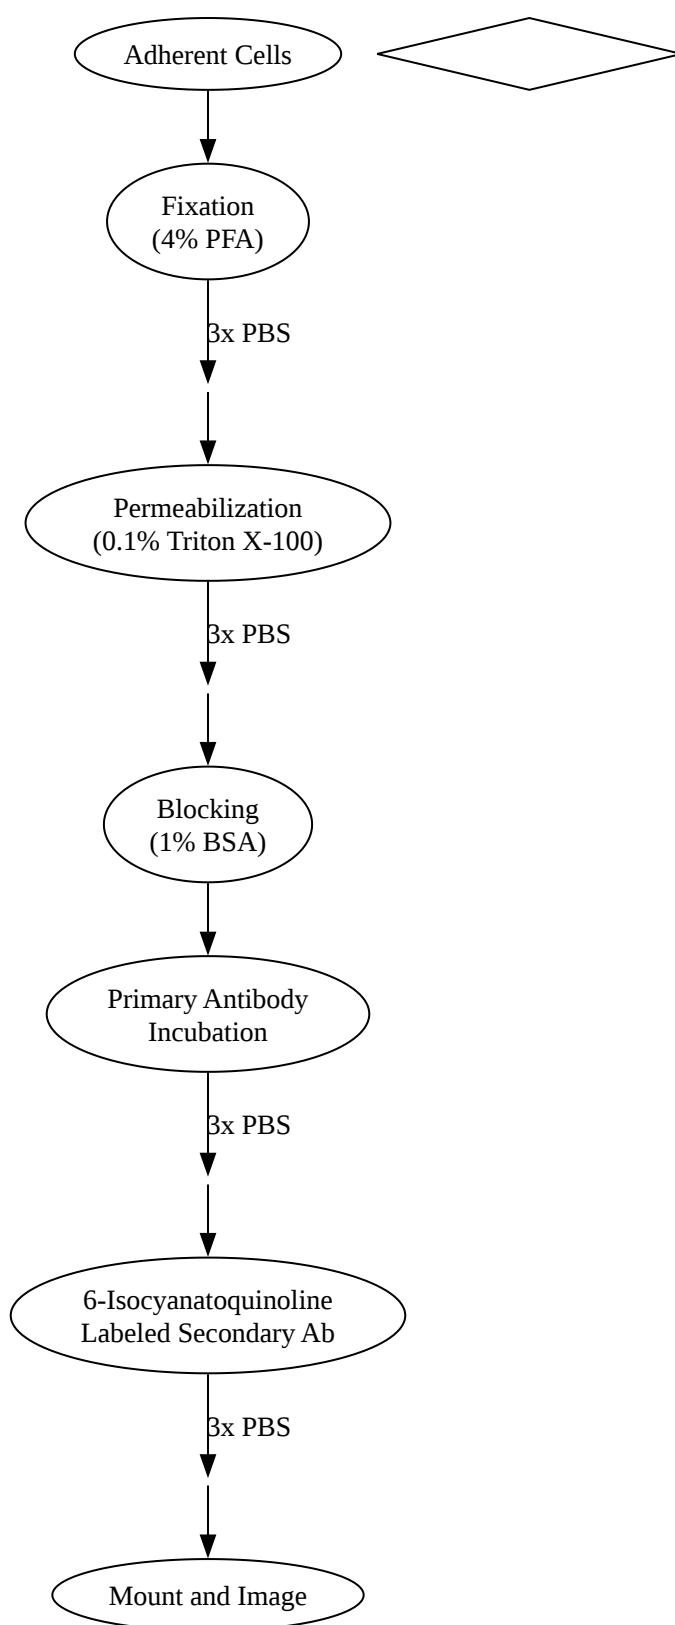 Adherent Cells
Fixation
(4% PFA)
3x PBS
Permeabilization
(0.1% Triton X-100)
3x PBS
Blocking
(1% BSA)
Primary Antibody
Incubation
3x PBS
6-Isocyanatoquinoline
Labeled Secondary Ab
3x PBS
Mount and Image